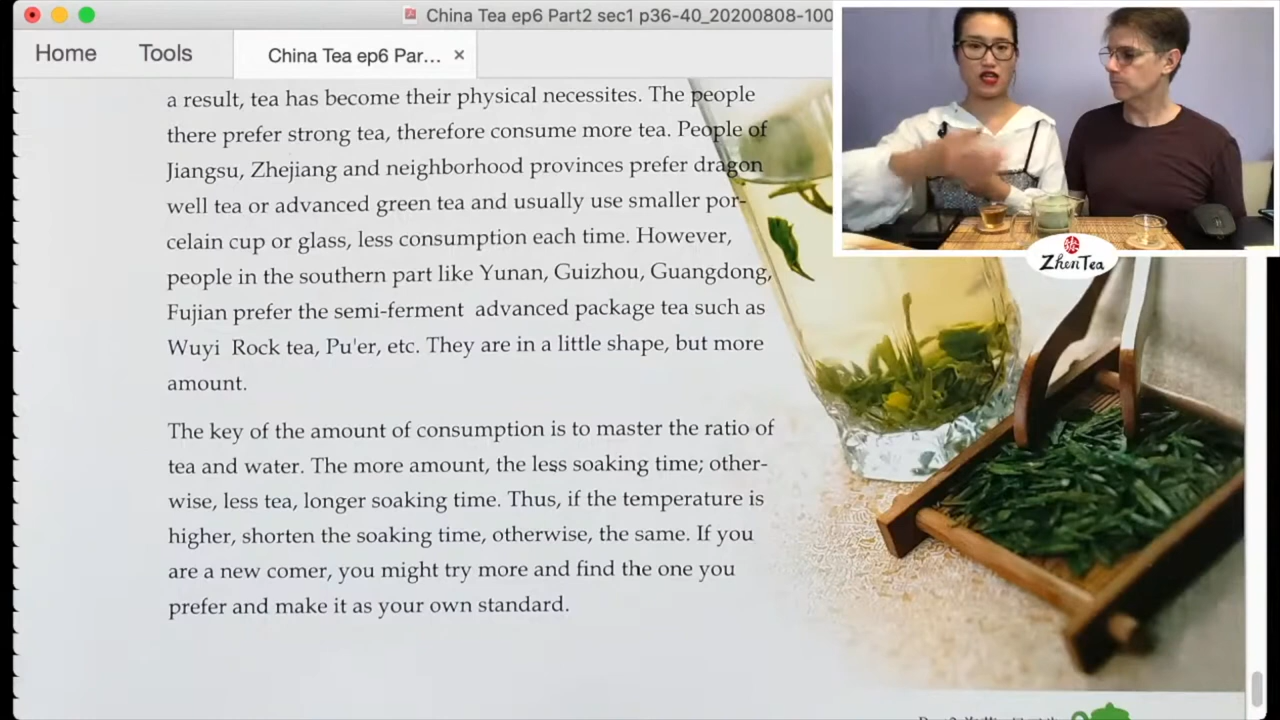 China Tea ep6 Part2 sec1 p36-40_20200808-100
Home
Tools
China Tea ep6 Par... ×
a result, tea has become their physical necessites. The people
there prefer strong tea, therefore consume more tea. People of
Jiangsu, Zhejiang and neighborhood provinces prefer dragon
well tea or advanced green tea and usually use smaller por-
celain cup or glass, less consumption each time. However,
people in the southern part like Yunan, Guizhou, Guangdong,
Fujian prefer the semi-ferment advanced package tea such as
Wuyi Rock tea, Pu'er, etc. They are in a little shape, but more
amount.
The key of the amount of consumption is to master the ratio of
tea and water. The more amount, the less soaking time; other-
wise, less tea, longer soaking time. Thus, if the temperature is
higher, shorten the soaking time, otherwise, the same. If you
are a new comer, you might try more and find the one you
prefer and make it as your own standard.
ZhenTea